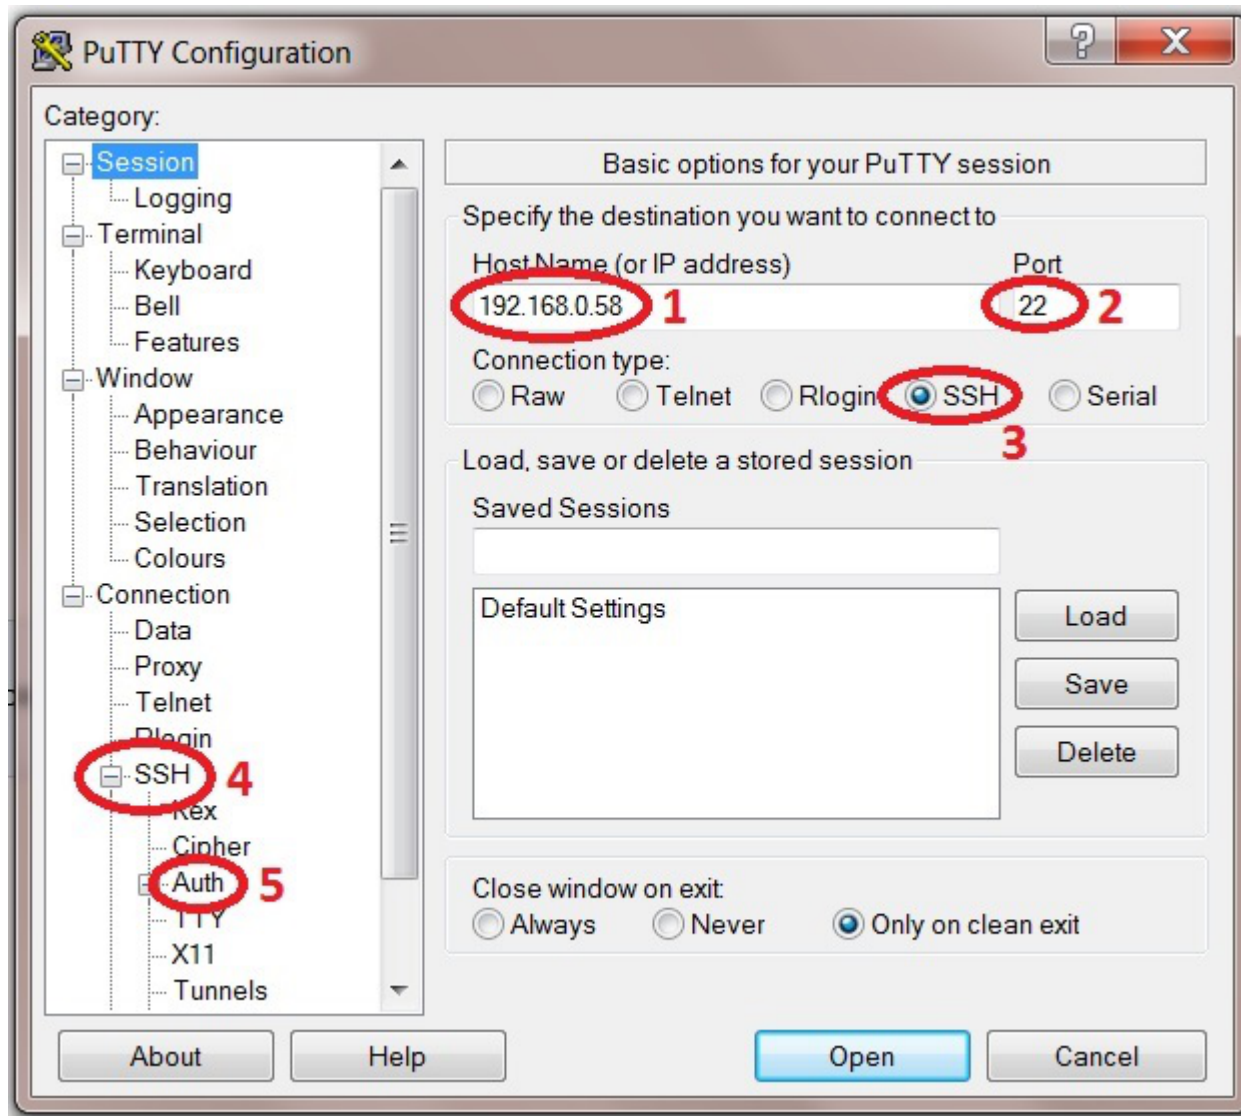 PuTTY Configuration
Category:
Session
Logging
Terminal
Keyboard
Bell
Features
Window
Appearance
Behaviour
Translation
Selection
Colours
Connection
Data
Proxy
Telnet
Rlogin
SSH 4
Kex
Cipher
Auth 5
TTY
X11
Tunnels
Basic options for your PuTTY session
Specify the destination you want to connect to
Host Name (or IP address) Port
192.168.0.58 1 22 2
Connection type:
Raw Telnet Rlogin SSH Serial
3
Load, save or delete a stored session
Saved Sessions
Default Settings
Load
Save
Delete
Close window on exit:
Always Never Only on clean exit
About Help Open Cancel